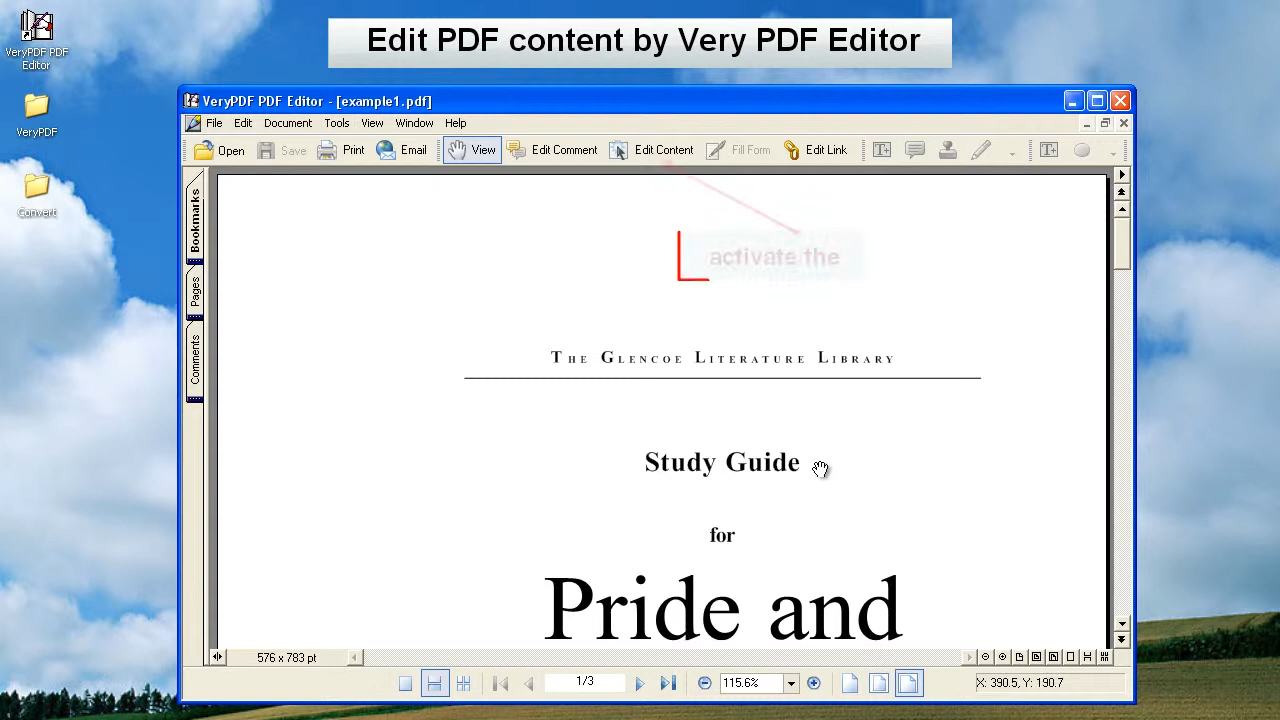 Edit PDF content by Very PDF Editor
VeryPDF PDF
Editor
VeryPDF
Convert
VeryPDF PDF Editor - [example1.pdf]
File Edit Document Tools View Window Help
Open Save Print Email View Edit Comment Edit Content Fill Form Edit Link
Bookmarks
Pages
Comments
activate the
THE GLENCOE LITERATURE LIBRARY
Study Guide
for
Pride and
576 x 783 pt
1/3
115.6%
X: 390.5, Y: 190.7